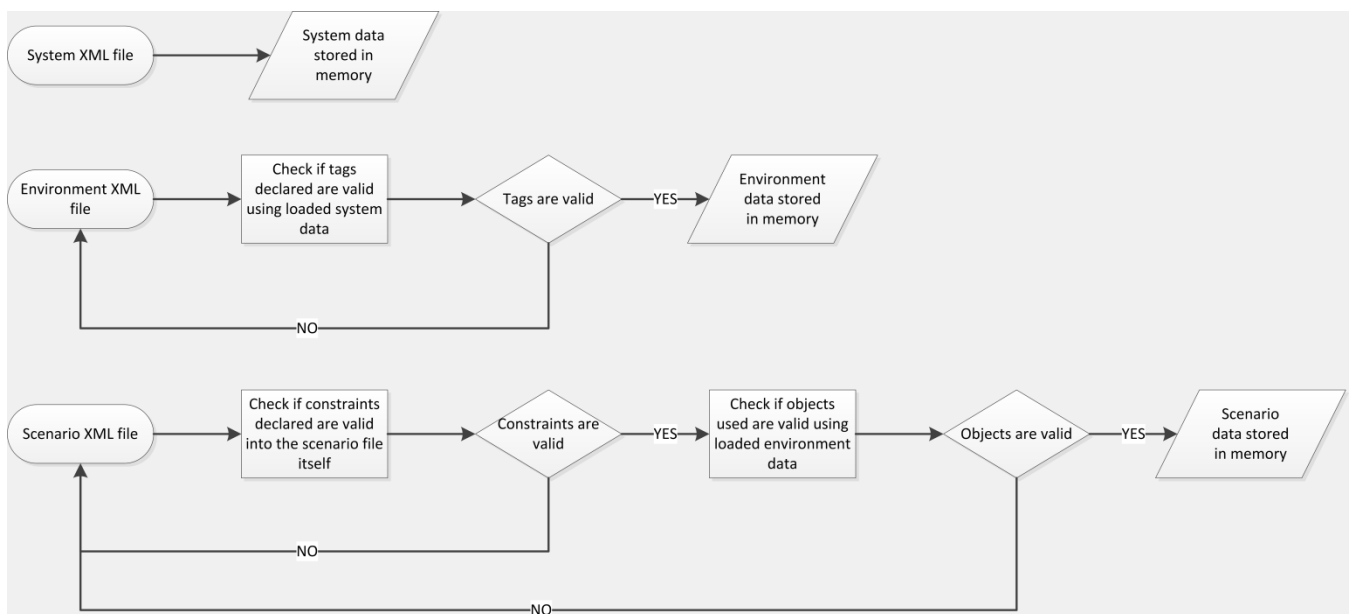 System XML file
System data
stored in
memory
Environment XML
file
Check if tags
declared are valid
using loaded system
data
Tags are valid
YES
Environment
data stored
in memory
NO
Scenario XML file
Check if constraints
declared are valid
into the scenario file
itself
Constraints are
valid
YES
Check if objects
used are valid using
loaded environment
data
Objects are valid
YES
Scenario
data stored
in memory
NO
NO